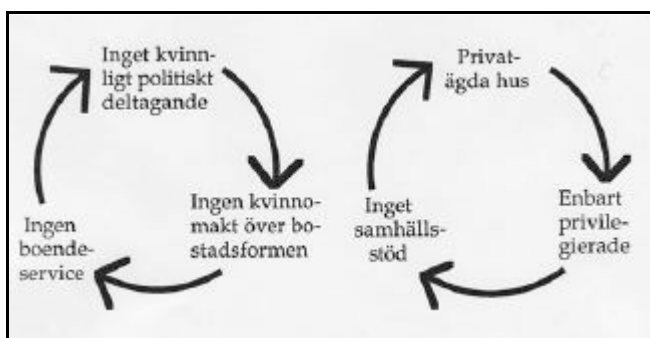 Inget kvinn-
ligt politiskt
deltagande
Ingen kvinno-
makt över bo-
stadsformen
Ingen
boende-
service
Privat-
ägda hus
Enbart
privile-
gierade
Inget
samhälls-
stöd